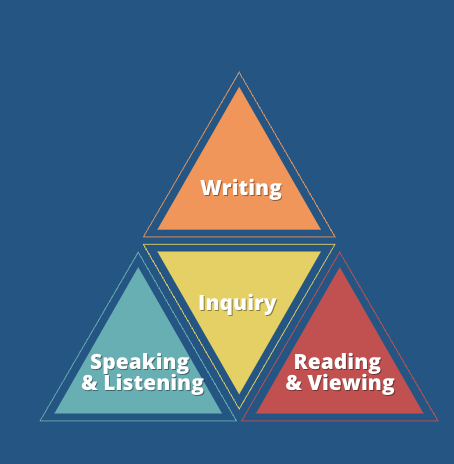 Writing
Inquiry
Speaking
& Listening
Reading
& Viewing